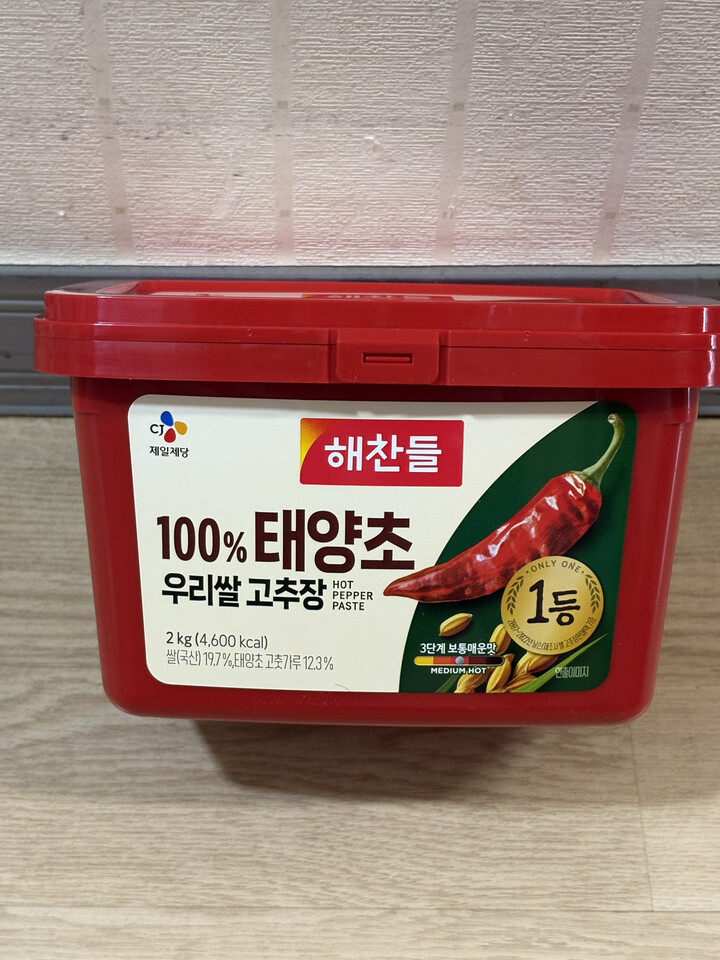 CJ
제일제당
해찬들
100% 태양초
우리쌀 고추장
HOT
PEPPER
PASTE
2 kg (4,600 kcal)
쌀(국산) 19.7%, 태양초 고춧가루 12.3%
ONLY ONE
1등
3단계 보통매운맛
MEDIUM HOT
연출이미지